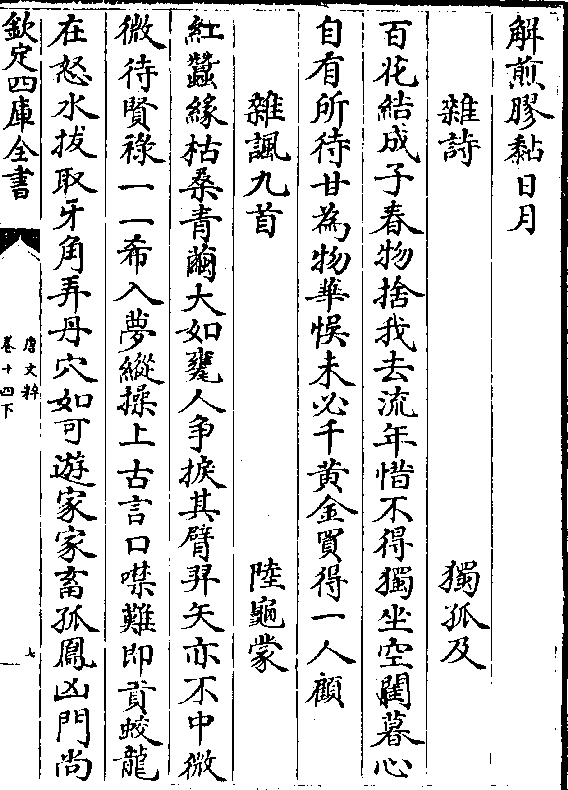 解煎膠黏日月
雜詩 獨孤及
百花結成子春物捨我去流年惜不得獨坐空閨暮心
自有所待甘為物華悞未必千黄金買得一人顧
雜諷九首 陸龜蒙
紅蠶緣枯桑青繭大如甕人争捩其臂羿矢亦不中微
微待賢祿一一希入夢縱操上古言口噤難即貢蛟龍
在怒水拔取牙角弄丹穴如可遊家家畜孤鳳凶門尚
欽定四庫全書
唐文粹
卷十四下
七